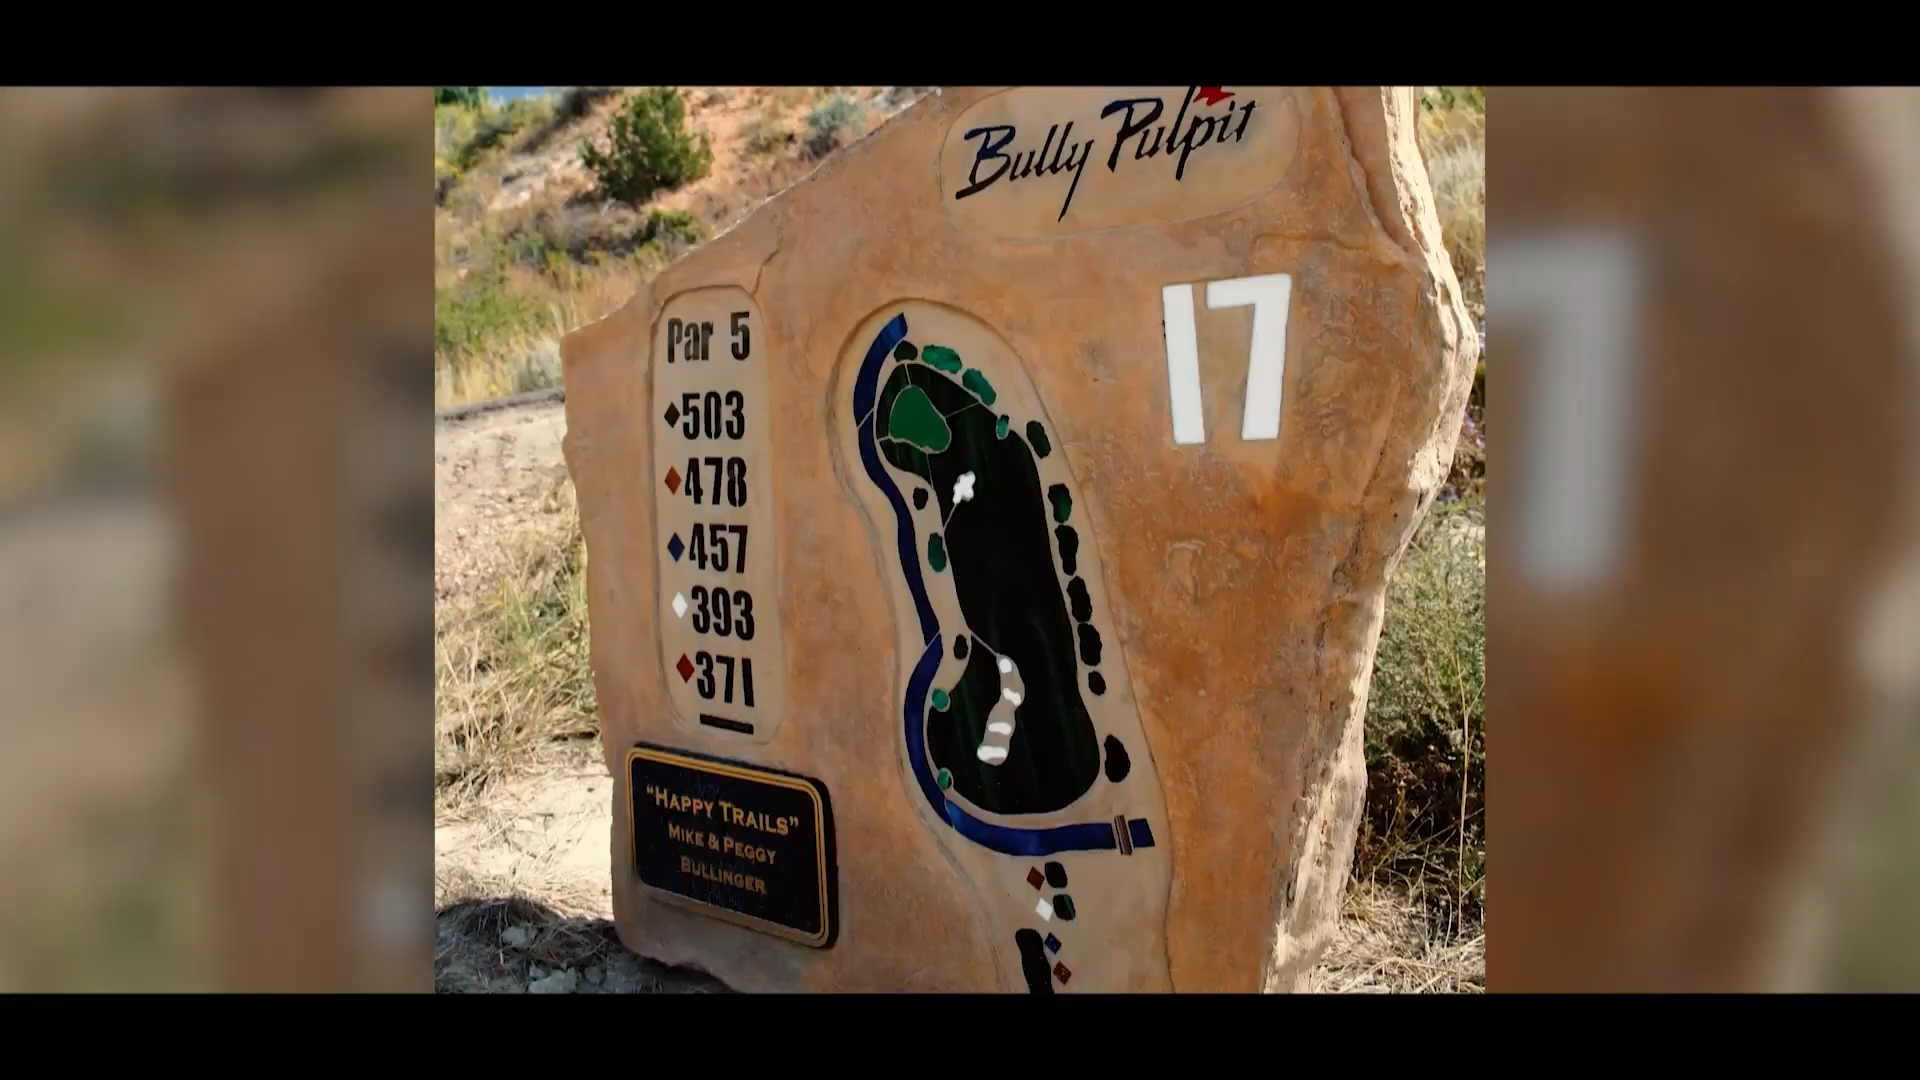 Bully Pulpit
17
Par 5
503
478
457
393
371
"HAPPY TRAILS"
MIKE & PEGGY
BULLINGER